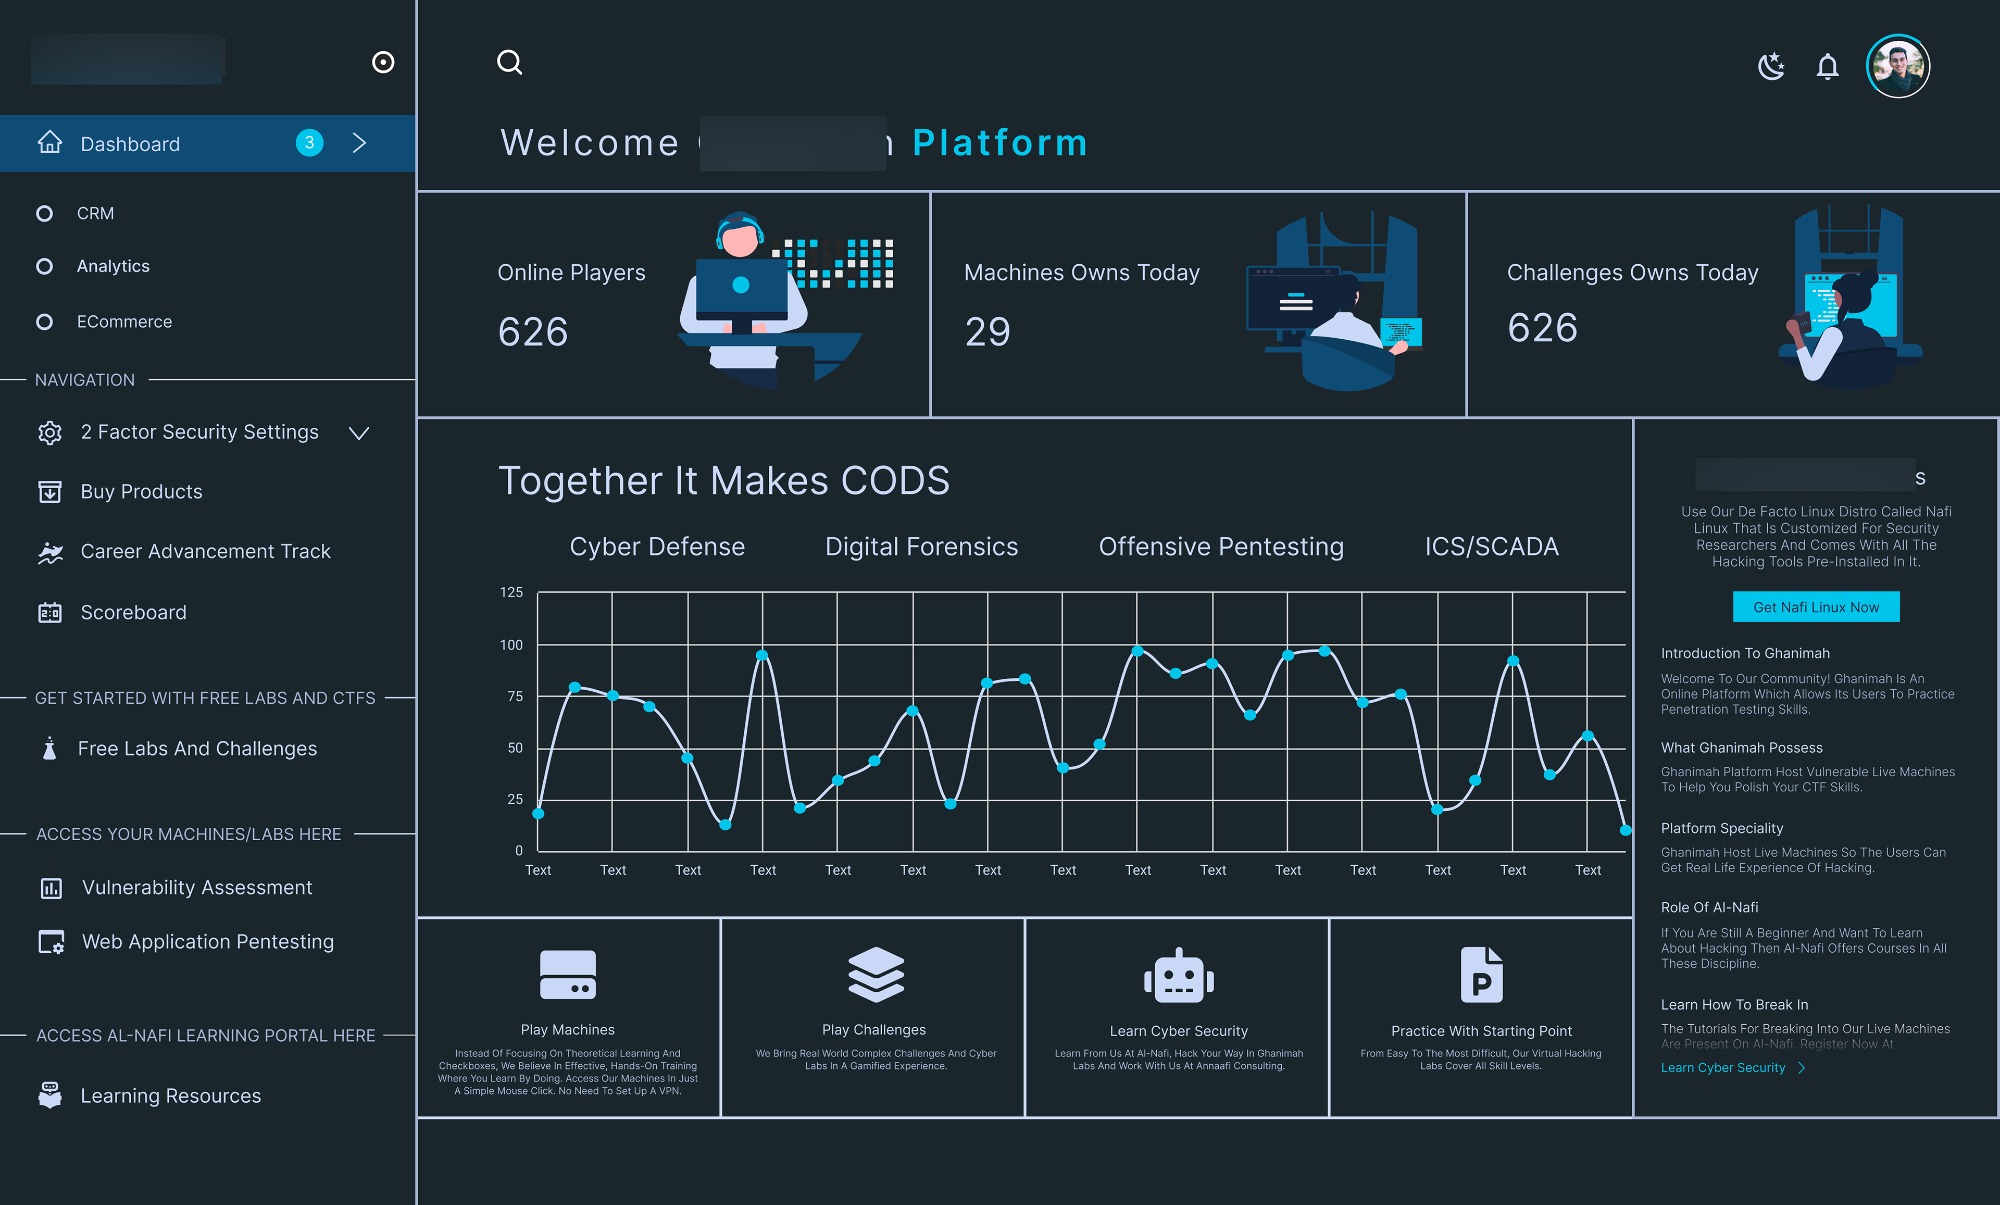 Dashboard
3
CRM
Analytics
ECommerce
NAVIGATION
2 Factor Security Settings
Buy Products
Career Advancement Track
Scoreboard
GET STARTED WITH FREE LABS AND CTFS
Free Labs And Challenges
ACCESS YOUR MACHINES/LABS HERE
Vulnerability Assessment
Web Application Pentesting
ACCESS AL-NAFI LEARNING PORTAL HERE
Learning Resources
Welcome Platform
Online Players
626
Machines Owns Today
29
Challenges Owns Today
626
Together It Makes CODS
Cyber Defense
Digital Forensics
Offensive Pentesting
ICS/SCADA
125
100
75
50
25
0
Text Text Text Text Text Text Text Text Text Text Text Text Text Text Text
Play Machines
Instead Of Focusing On Theoretical Learning And
Checkboxes, We Believe In Effective, Hands-On Training
Where You Learn By Doing. Access Our Machines In Just
A Simple Mouse Click. No Need To Set Up A VPN.
Play Challenges
We Bring Real World Complex Challenges And Cyber
Labs In A Gamified Experience.
Learn Cyber Security
Learn From Us At Al-Nafi, Hack Your Way In Ghanimah
Labs And Work With Us At Annaafi Consulting.
P
Practice With Starting Point
From Easy To The Most Difficult, Our Virtual Hacking
Labs Cover All Skill Levels.
s
Use Our De Facto Linux Distro Called Nafi
Linux That Is Customized For Security
Researchers And Comes With All The
Hacking Tools Pre-Installed In It.
Get Nafi Linux Now
Introduction To Ghanimah
Welcome To Our Community! Ghanimah Is An
Online Platform Which Allows Its Users To Practice
Penetration Testing Skills.
What Ghanimah Possess
Ghanimah Platform Host Vulnerable Live Machines
To Help You Polish Your CTF Skills.
Platform Speciality
Ghanimah Host Live Machines So The Users Can
Get Real Life Experience Of Hacking.
Role Of Al-Nafi
If You Are Still A Beginner And Want To Learn
About Hacking Then Al-Nafi Offers Courses In All
These Discipline.
Learn How To Break In
The Tutorials For Breaking Into Our Live Machines
Are Present On Al-Nafi. Register Now At
Learn Cyber Security